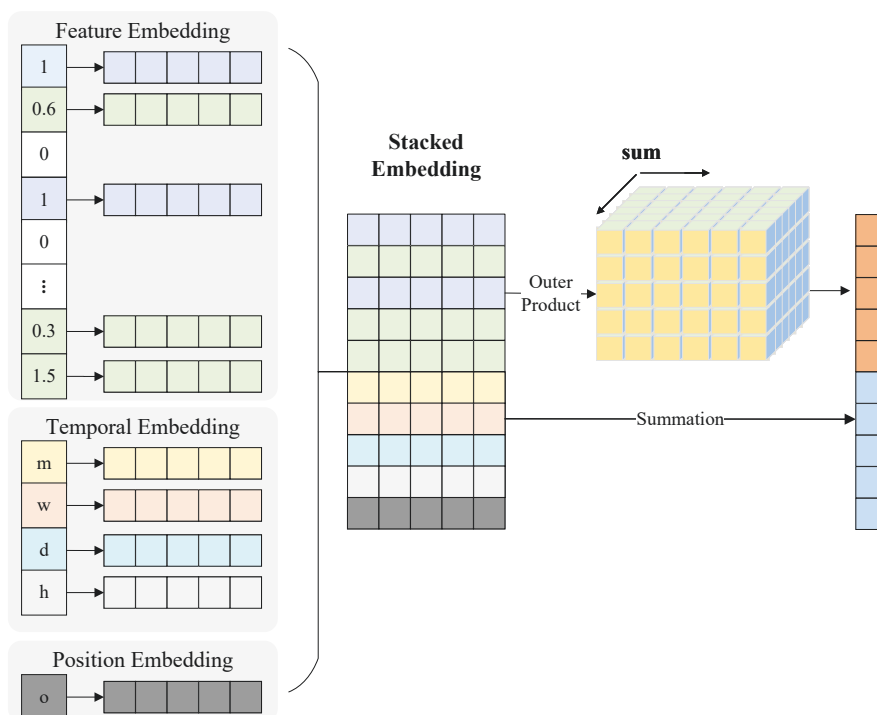 Feature Embedding
1
0.6
0
1
0
⋮
0.3
1.5
Temporal Embedding
m
w
d
h
Position Embedding
o
Stacked
Embedding
Outer
Product
sum
Summation